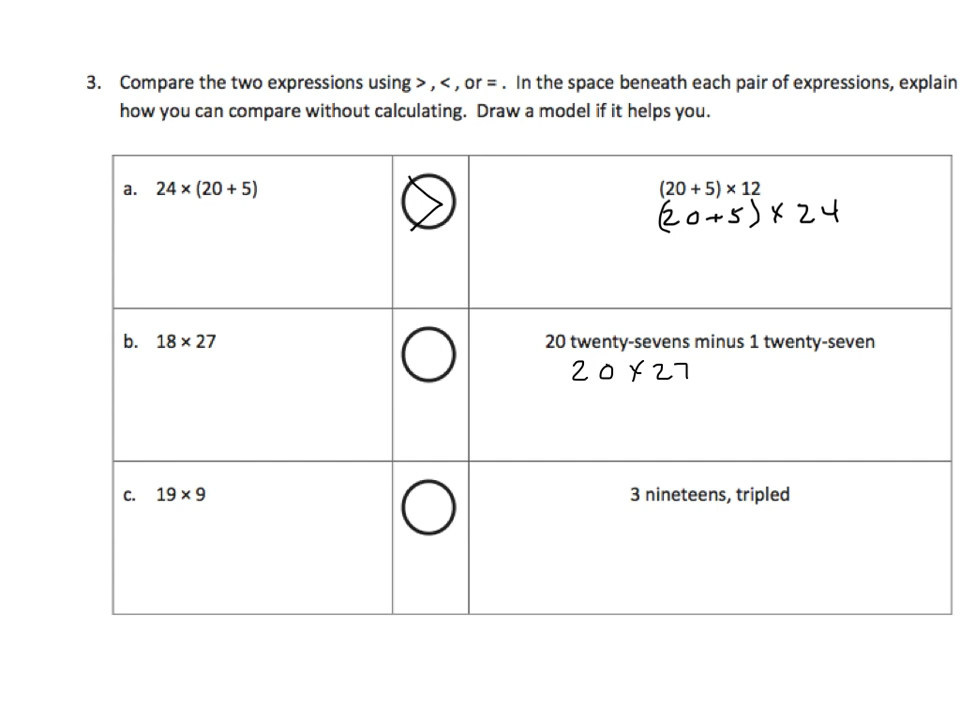 3. Compare the two expressions using > , < , or = . In the space beneath each pair of expressions, explain
how you can compare without calculating. Draw a model if it helps you.
a. 24 × (20 + 5) > (20 + 5) × 12
(20+5) × 24
b. 18 × 27 20 twenty-sevens minus 1 twenty-seven
20 × 27
c. 19 × 9 3 nineteens, tripled